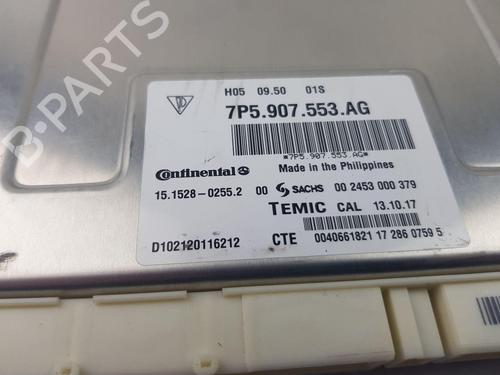 B-PARTS
H05 09.50 01S
7P5.907.553.AG
*7P5.907.553.AG*
Continental Made in the Philippines
15.1528-0255.2 00 SACHS 00 2453 000 379
TEMIC CAL 13.10.17
D102120116212 CTE 0040661821 17 286 0759 5